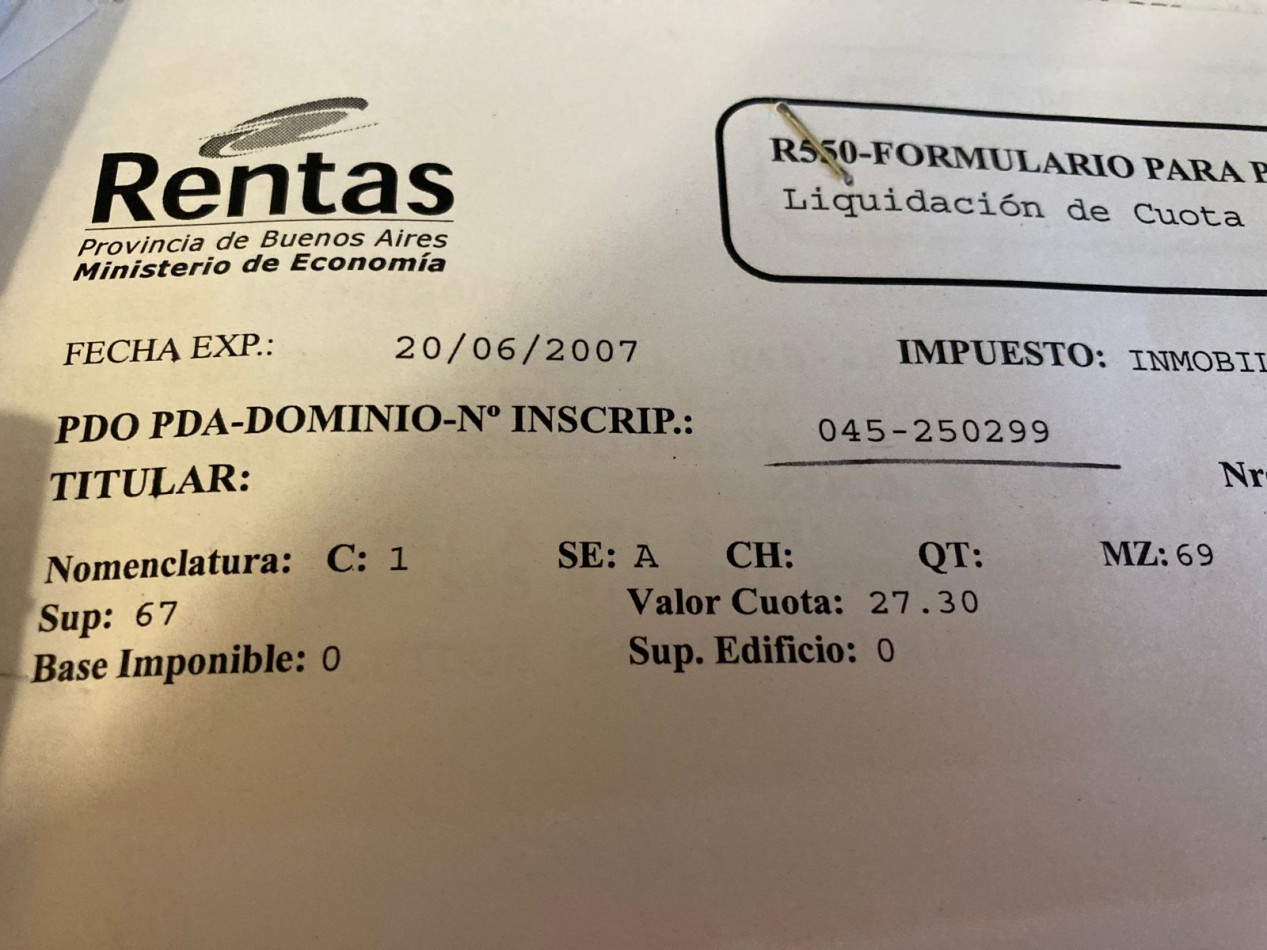 Rentas
Provincia de Buenos Aires
Ministerio de Economía
R550-FORMULARIO PARA
Liquidación de Cuota
FECHA EXP.: 20/06/2007 IMPUESTO:
PDO PDA-DOMINIO-Nº INSCRIP.: 045-250299
TITULAR:
Nomenclatura: C: 1 SE: A CH: QT: MZ: 69
Sup: 67 Valor Cuota: 27.30
Base Imponible: 0 Sup. Edificio: 0